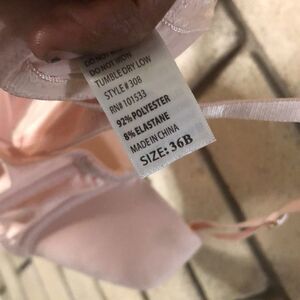 DO NOT IRON
TUMBLE DRY LOW
STYLE# 308
RN# 101533
92% POLYESTER
8% ELASTANE
MADE IN CHINA
SIZE: 36B